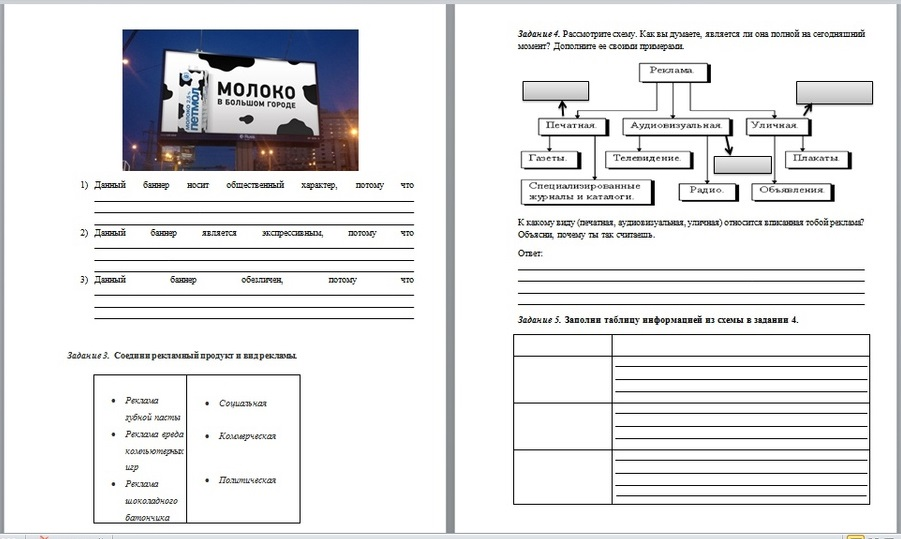 МОЛОКО
В БОЛЬШОМ ГОРОДЕ
ПЕТМОЛ
1) Данный баннер носит общественный характер, потому что
2) Данный баннер является экспрессивным, потому что
3) Данный баннер обезличен, потому что
Задание 3. Соедини рекламный продукт и вид рекламы.
• Реклама
зубной пасты
• Реклама вреда
компьютерных
игр
• Реклама
шоколадного
батончика
• Социальная
• Коммерческая
• Политическая
Задание 4. Рассмотрите схему. Как вы думаете, является ли она полной на сегодняшний
момент? Дополните ее своими примерами.
Реклама.
Печатная.
Аудиовизуальная.
Уличная.
Газеты.
Телевидение.
Плакаты.
Специализированные
журналы и каталоги.
Радио.
Объявления.
К какому виду (печатная, аудиовизуальная, уличная) относится вписанная тобой реклама?
Объясни, почему ты так считаешь.
Ответ:
Задание 5. Заполни таблицу информацией из схемы в задании 4.